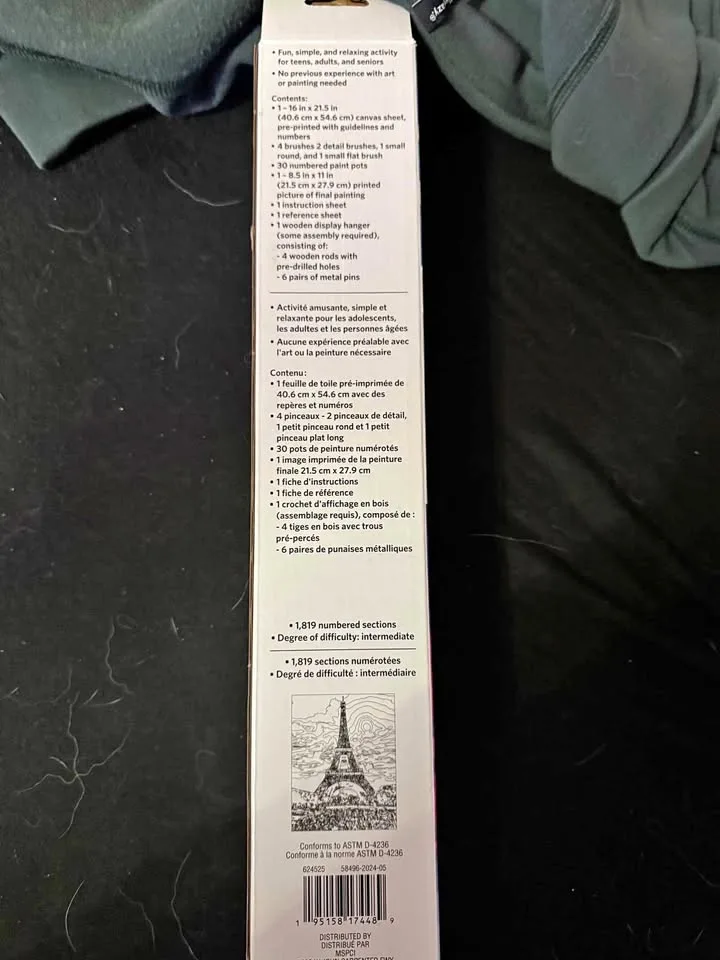 • Fun, simple, and relaxing activity
for teens, adults, and seniors
• No previous experience with art
or painting needed
Contents:
• 1 – 16 in x 21.5 in
(40.6 cm x 54.6 cm) canvas sheet,
pre-printed with guidelines and
numbers
• 4 brushes 2 detail brushes, 1 small
round, and 1 small flat brush
• 30 numbered paint pots
• 1 – 8.5 in x 11 in
(21.5 cm x 27.9 cm) printed
picture of final painting
• 1 instruction sheet
• 1 reference sheet
• 1 wooden display hanger
(some assembly required),
consisting of:
- 4 wooden rods with
pre-drilled holes
- 6 pairs of metal pins
• Activité amusante, simple et
relaxante pour les adolescents,
les adultes et les personnes âgées
• Aucune expérience préalable avec
l'art ou la peinture nécessaire
Contenu :
• 1 feuille de toile pré-imprimée de
40.6 cm x 54.6 cm avec des
repères et numéros
• 4 pinceaux - 2 pinceaux de détail,
1 petit pinceau rond et 1 petit
pinceau plat long
• 30 pots de peinture numérotés
• 1 image imprimée de la peinture
finale 21.5 cm x 27.9 cm
• 1 fiche d'instructions
• 1 fiche de référence
• 1 crochet d'affichage en bois
(assemblage requis), composé de :
- 4 tiges en bois avec trous
pré-percés
- 6 paires de punaises métalliques
• 1,819 numbered sections
• Degree of difficulty: intermediate
• 1,819 sections numérotées
• Degré de difficulté : intermédiaire
Conforms to ASTM D-4236
Conforme à la norme ASTM D-4236
624525 58496-2024-05
1 95158 17448 9
DISTRIBUTED BY
DISTRIBUÉ PAR
MSPCI